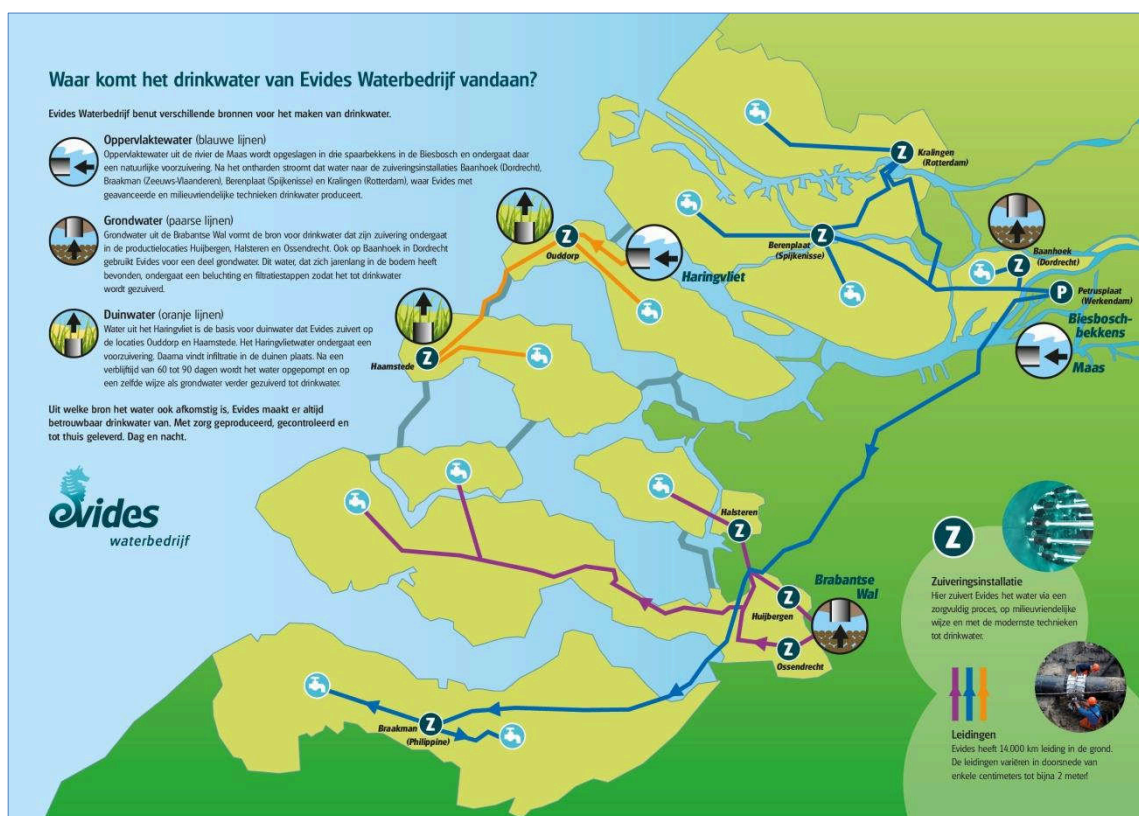 Waar komt het drinkwater van Evides Waterbedrijf vandaan?
Evides Waterbedrijf benut verschillende bronnen voor het maken van drinkwater.
Oppervlaktewater (blauwe lijnen)
Oppervlaktewater uit de rivier de Maas wordt opgeslagen in drie spaarbekkens in de Biesbosch en ondergaat daar
een natuurlijke voorzuivering. Na het ontharden stroomt dat water naar de zuiveringsinstallaties Baanhoek (Dordrecht),
Braakman (Zeeuws-Vlaanderen), Berenplaat (Spijkenisse) en Kralingen (Rotterdam), waar Evides met
geavanceerde en milieuvriendelijke technieken drinkwater produceert.
Grondwater (paarse lijnen)
Grondwater uit de Brabantse Wal vormt de bron voor drinkwater dat zijn zuivering ondergaat
in de productielocaties Huijbergen, Halsteren en Ossendrecht. Ook op Baanhoek in Dordrecht
gebruikt Evides voor een deel grondwater. Dit water, dat zich jarenlang in de bodem heeft
bevonden, ondergaat een beluchting en filtratiestappen zodat het tot drinkwater
wordt gezuiverd.
Duinwater (oranje lijnen)
Water uit het Haringvliet is de basis voor duinwater dat Evides zuivert op
de locaties Ouddorp en Haamstede. Het Haringvlietwater ondergaat een
voorzuivering. Daarna vindt infiltratie in de duinen plaats. Na een
verblijftijd van 60 tot 90 dagen wordt het water opgepompt en op
een zelfde wijze als grondwater verder gezuiverd tot drinkwater.
Uit welke bron het water ook afkomstig is, Evides maakt er altijd
betrouwbaar drinkwater van. Met zorg geproduceerd, gecontroleerd en
tot thuis geleverd. Dag en nacht.
evides
waterbedrijf
Z
Kralingen
(Rotterdam)
Z
Ouddorp
Haringvliet
Z
Berenplaat
(Spijkenisse)
Baanhoek
(Dordrecht)
Z
P
Petrusplaat
(Werkendam)
Biesbosch-
bekkens
Maas
Z
Haamstede
Halsteren
Z
Brabantse
Wal
Z
Huijbergen
Z
Ossendrecht
Z
Braakman
(Philippine)
Z
Zuiveringsinstallatie
Hier zuivert Evides het water via een
zorgvuldig proces, op milieuvriendelijke
wijze en met de modernste technieken
tot drinkwater.
Leidingen
Evides heeft 14.000 km leiding in de grond.
De leidingen variëren in doorsnede van
enkele centimeters tot bijna 2 meter!